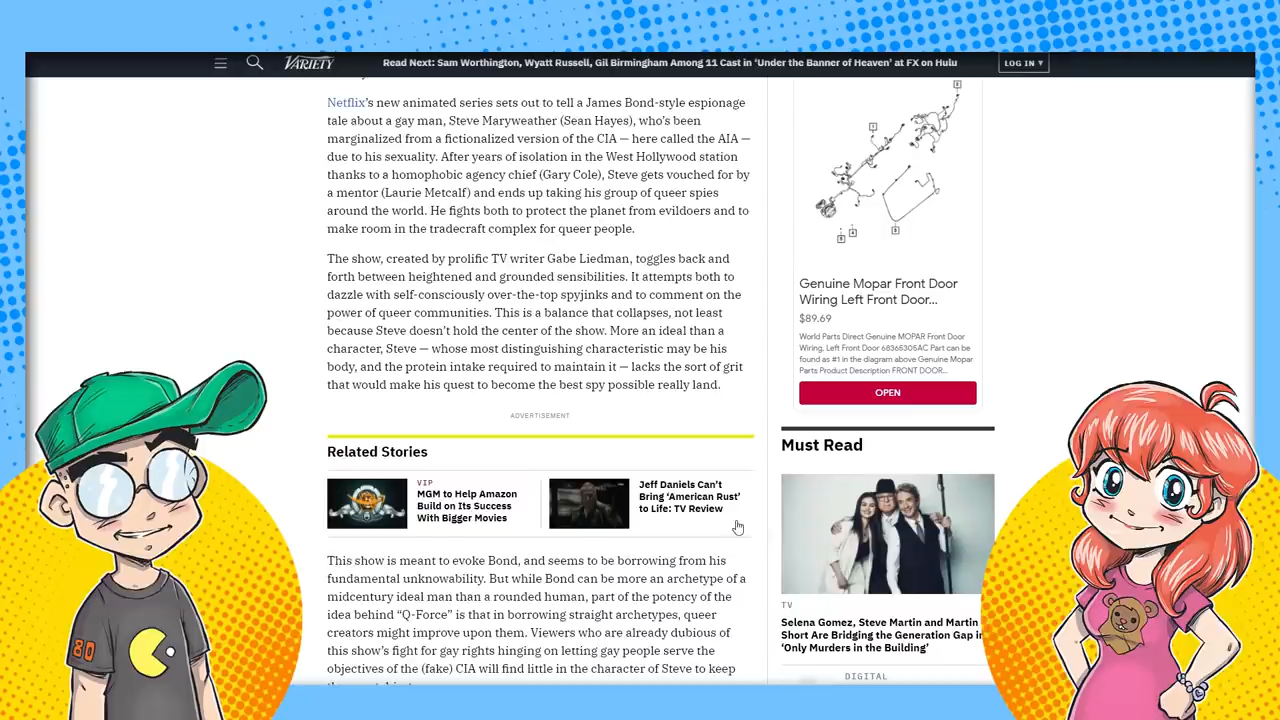 VARIETY
Read Next: Sam Worthington, Wyatt Russell, Gil Birmingham Among 11 Cast in ‘Under the Banner of Heaven’ at FX on Hulu
LOG IN ▾
Netflix’s new animated series sets out to tell a James Bond-style espionage
tale about a gay man, Steve Maryweather (Sean Hayes), who’s been
marginalized from a fictionalized version of the CIA — here called the AIA —
due to his sexuality. After years of isolation in the West Hollywood station
thanks to a homophobic agency chief (Gary Cole), Steve gets vouched for by
a mentor (Laurie Metcalf) and ends up taking his group of queer spies
around the world. He fights both to protect the planet from evildoers and to
make room in the tradecraft complex for queer people.
The show, created by prolific TV writer Gabe Liedman, toggles back and
forth between heightened and grounded sensibilities. It attempts both to
dazzle with self-consciously over-the-top spyjinks and to comment on the
power of queer communities. This is a balance that collapses, not least
because Steve doesn’t hold the center of the show. More an ideal than a
character, Steve — whose most distinguishing characteristic may be his
body, and the protein intake required to maintain it — lacks the sort of grit
that would make his quest to become the best spy possible really land.
ADVERTISEMENT
Related Stories
VIP
MGM to Help Amazon
Build on Its Success
With Bigger Movies
Jeff Daniels Can’t
Bring ‘American Rust’
to Life: TV Review
This show is meant to evoke Bond, and seems to be borrowing from his
fundamental unknowability. But while Bond can be more an archetype of a
midcentury ideal man than a rounded human, part of the potency of the
idea behind “Q-Force” is that in borrowing straight archetypes, queer
creators might improve upon them. Viewers who are already dubious of
this show’s fight for gay rights hinging on letting gay people serve the
objectives of the (fake) CIA will find little in the character of Steve to keep
Genuine Mopar Front Door
Wiring Left Front Door...
$89.69
World Parts Direct Genuine MOPAR Front Door
Wiring, Left Front Door 68365305AC Part can be
found as #1 in the diagram above Genuine Mopar
Parts Product Description FRONT DOOR...
OPEN
Must Read
TV
Selena Gomez, Steve Martin and Martin
Short Are Bridging the Generation Gap in
‘Only Murders in the Building’
DIGITAL
80